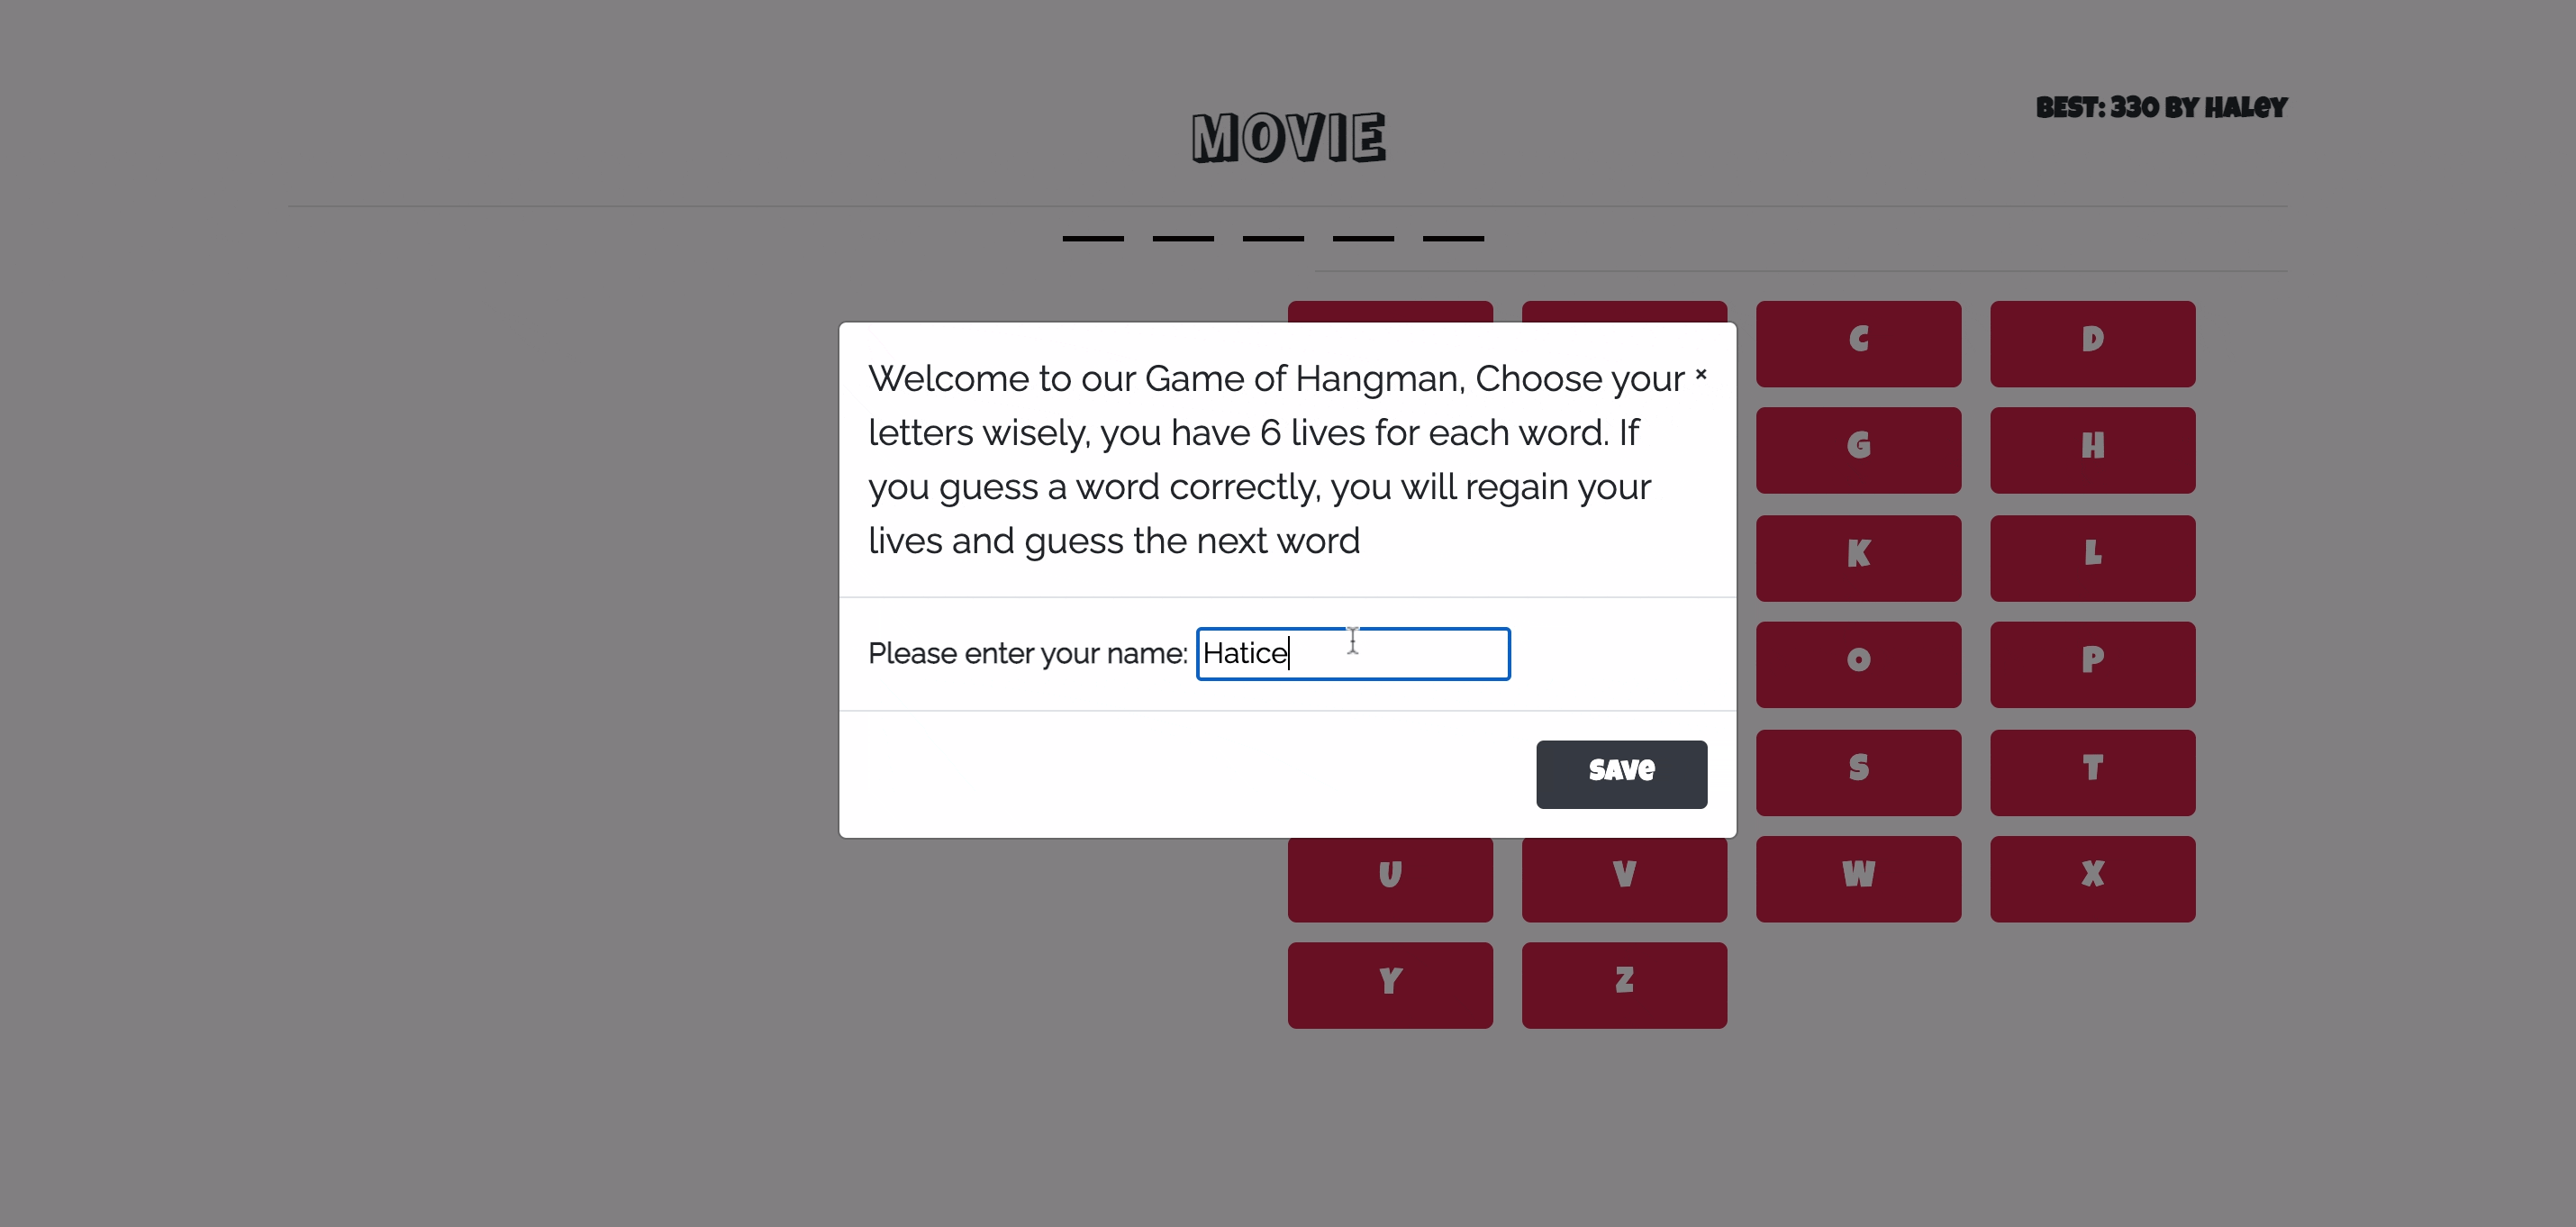 MOVIE
BEST: 330 BY HALEY
Welcome to our Game of Hangman, Choose your ×
letters wisely, you have 6 lives for each word. If
you guess a word correctly, you will regain your
lives and guess the next word
Please enter your name: Hatice
SAVE
C D
G H
K L
O P
S T
U V W X
Y Z